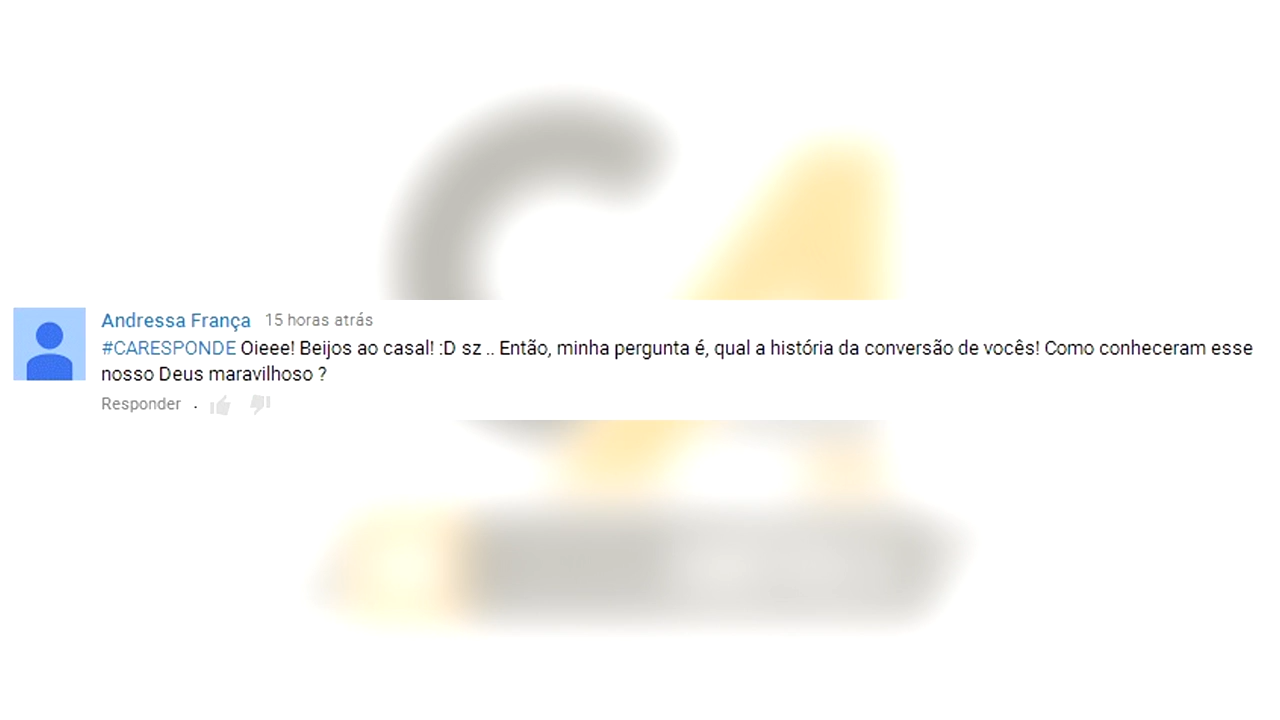 Andressa França 15 horas atrás
#CARESPONDE Oieee! Beijos ao casal! :D sz .. Então, minha pergunta é, qual a história da conversão de vocês! Como conheceram esse
nosso Deus maravilhoso ?
Responder .